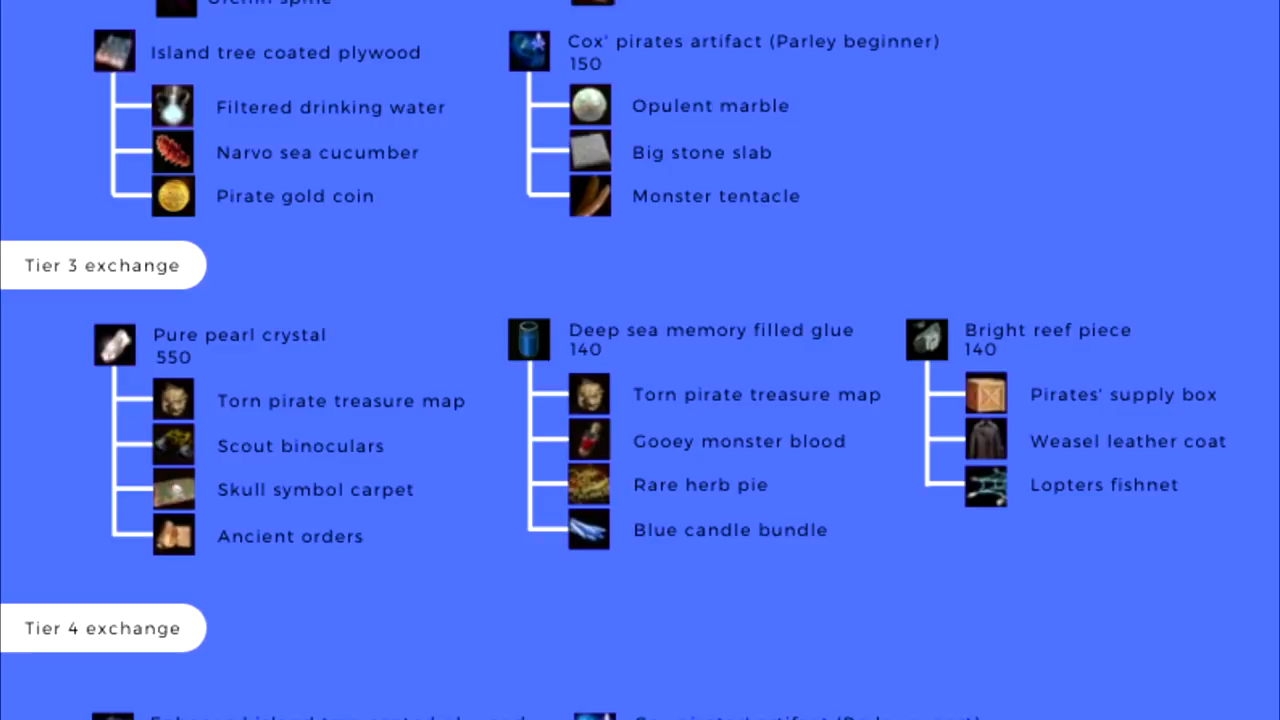 Urchin spine
Island tree coated plywood
Filtered drinking water
Narvo sea cucumber
Pirate gold coin
Cox' pirates artifact (Parley beginner)
150
Opulent marble
Big stone slab
Monster tentacle
Tier 3 exchange
Pure pearl crystal
550
Torn pirate treasure map
Scout binoculars
Skull symbol carpet
Ancient orders
Deep sea memory filled glue
140
Torn pirate treasure map
Gooey monster blood
Rare herb pie
Blue candle bundle
Bright reef piece
140
Pirates' supply box
Weasel leather coat
Lopters fishnet
Tier 4 exchange